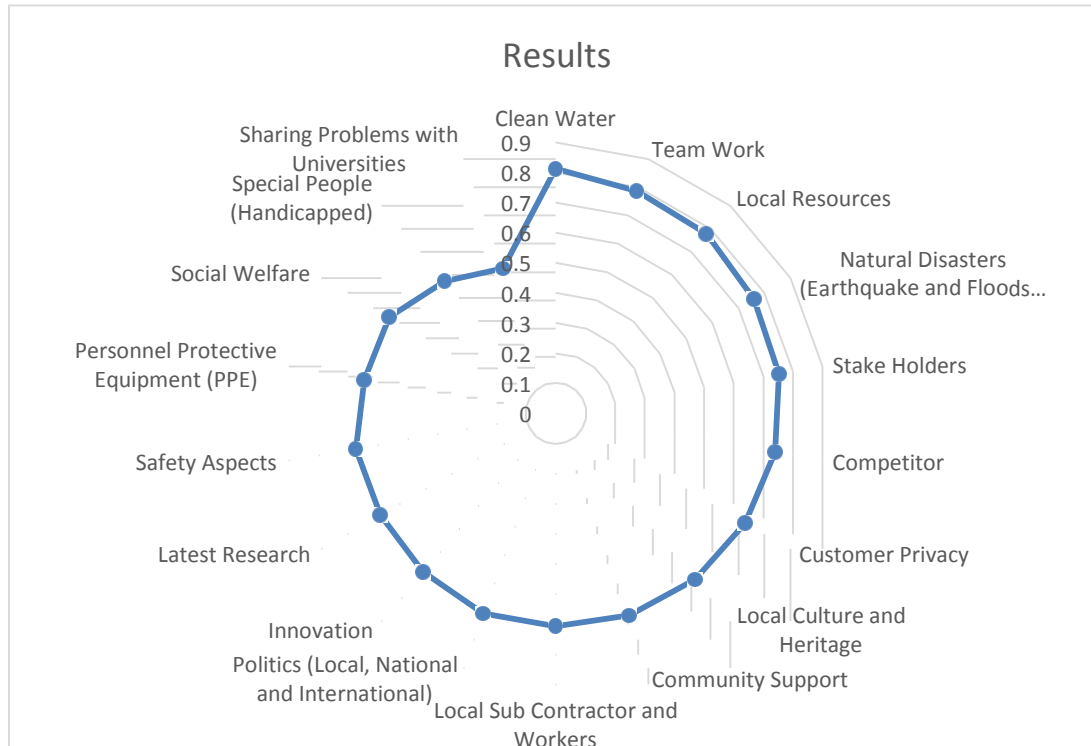 Results
Clean Water
Team Work
Local Resources
Natural Disasters
(Earthquake and Floods...
Stake Holders
Competitor
Customer Privacy
Local Culture and
Heritage
Community Support
Local Sub Contractor and
Workers
Politics (Local, National
and International)
Innovation
Latest Research
Safety Aspects
Personnel Protective
Equipment (PPE)
Social Welfare
Special People
(Handicapped)
Sharing Problems with
Universities
0.9
0.8
0.7
0.6
0.5
0.4
0.3
0.2
0.1
0